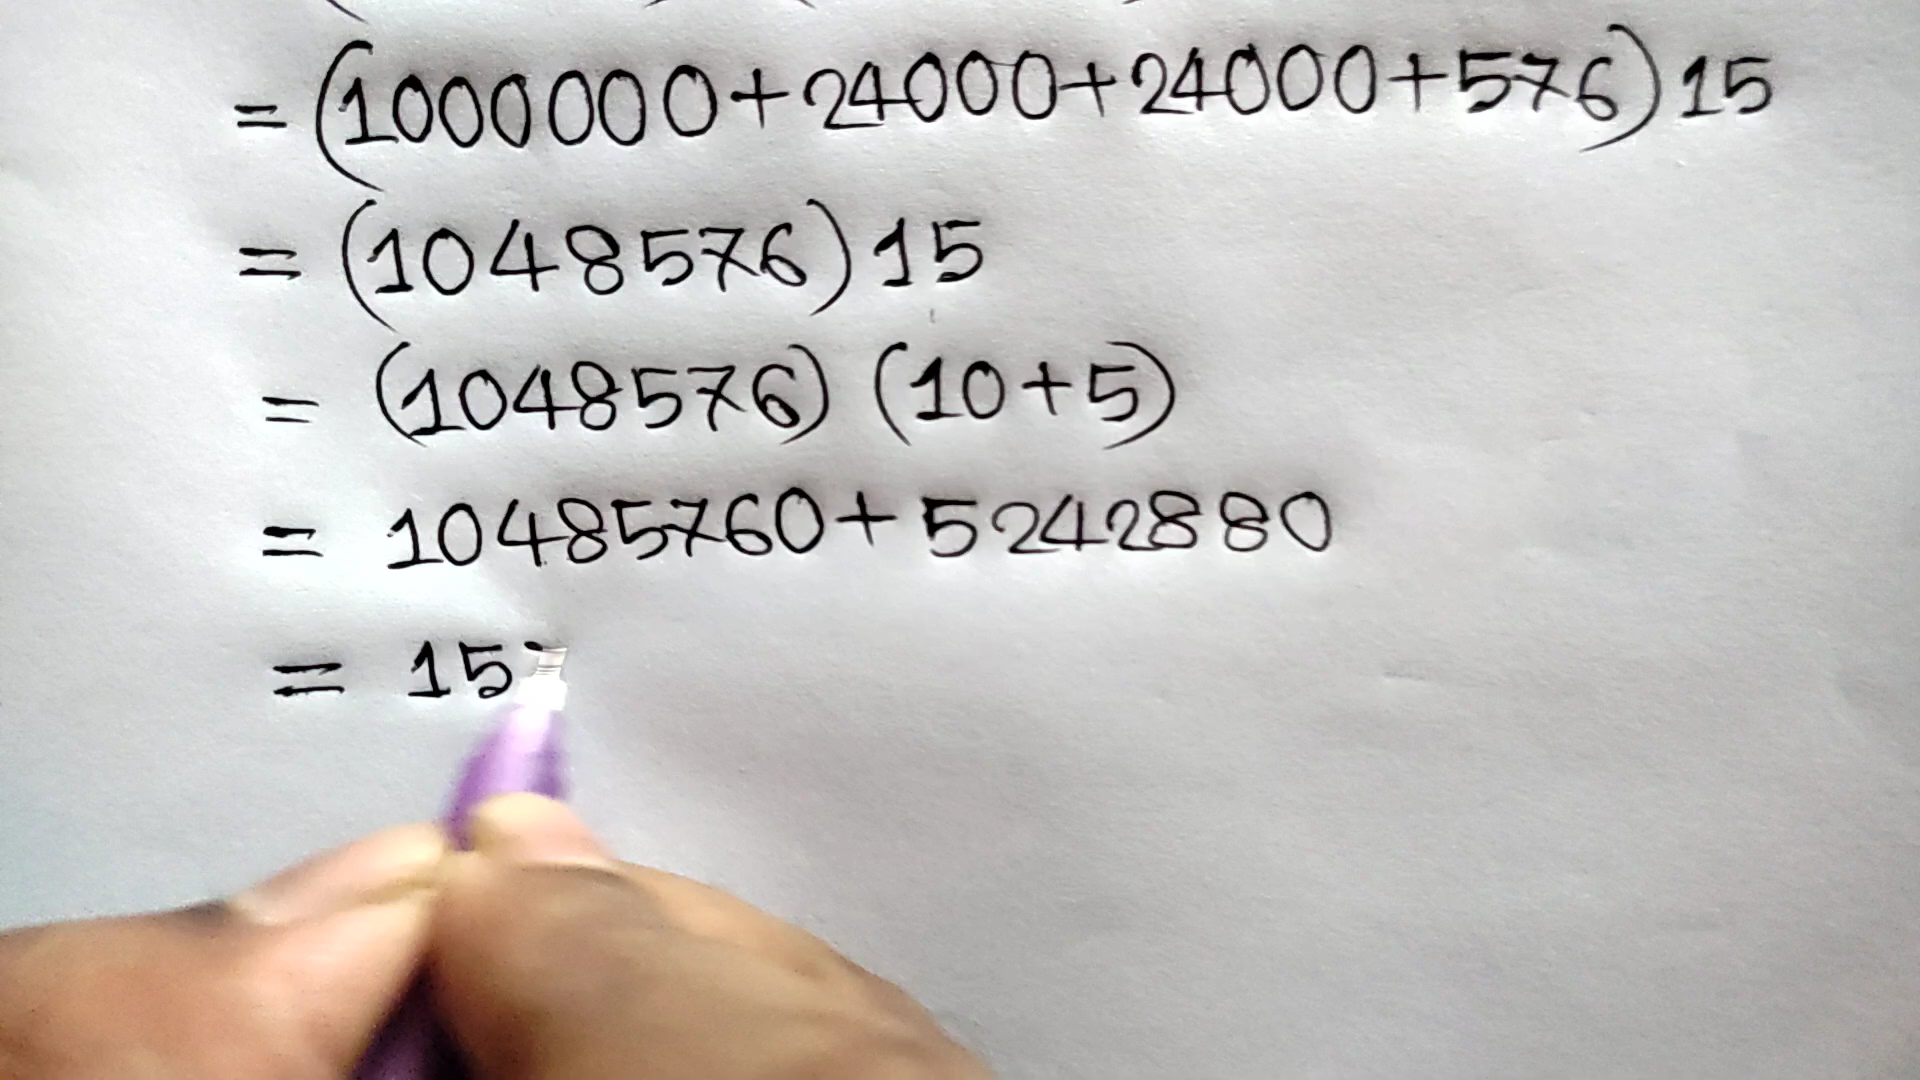 = (1000000+24000+24000+576)15
= (1048576)15
= (1048576) (10+5)
= 10485760+5242880
= 15